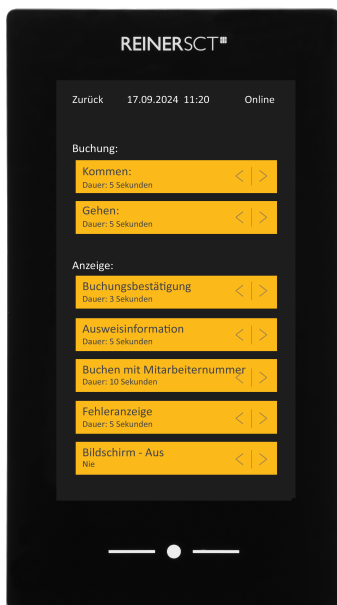 REINERSCT
Zurück 17.09.2024 11:20 Online
Buchung:
Kommen:
Dauer: 5 Sekunden
Gehen:
Dauer: 5 Sekunden
Anzeige:
Buchungsbestätigung
Dauer: 3 Sekunden
Ausweisinformation
Dauer: 5 Sekunden
Buchen mit Mitarbeiternummer
Dauer: 10 Sekunden
Fehleranzeige
Dauer: 5 Sekunden
Bildschirm - Aus
Nie